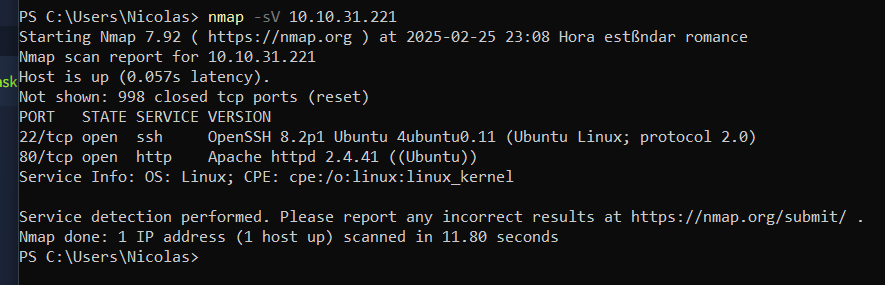 PS C:\Users\Nicolas> nmap -sV 10.10.31.221
Starting Nmap 7.92 ( https://nmap.org ) at 2025-02-25 23:08 Hora estßndar romance
Nmap scan report for 10.10.31.221
Host is up (0.057s latency).
ask
Not shown: 998 closed tcp ports (reset)
PORT   STATE SERVICE VERSION
22/tcp open  ssh     OpenSSH 8.2p1 Ubuntu 4ubuntu0.11 (Ubuntu Linux; protocol 2.0)
80/tcp open  http    Apache httpd 2.4.41 ((Ubuntu))
Service Info: OS: Linux; CPE: cpe:/o:linux:linux_kernel

Service detection performed. Please report any incorrect results at https://nmap.org/submit/ .
Nmap done: 1 IP address (1 host up) scanned in 11.80 seconds
PS C:\Users\Nicolas>